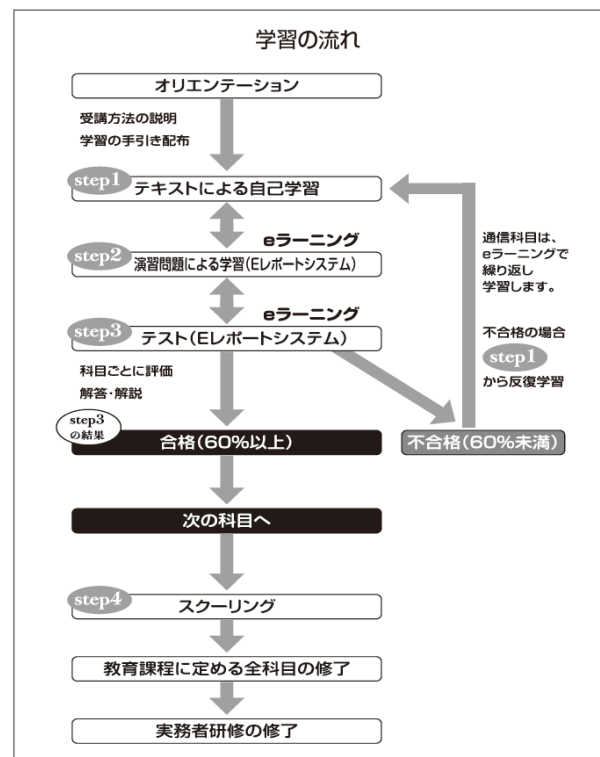 学習の流れ
オリエンテーション
受講方法の説明
学習の手引き配布
step1
テキストによる自己学習
eラーニング
step2
演習問題による学習(Eレポートシステム)
eラーニング
step3
テスト(Eレポートシステム)
通信科目は、
eラーニングで
繰り返し
学習します。
不合格の場合
step1
から反復学習
科目ごとに評価
解答・解説
step3
の結果
合格(60%以上)
不合格(60%未満)
次の科目へ
step4
スクーリング
教育課程に定める全科目の修了
実務者研修の修了